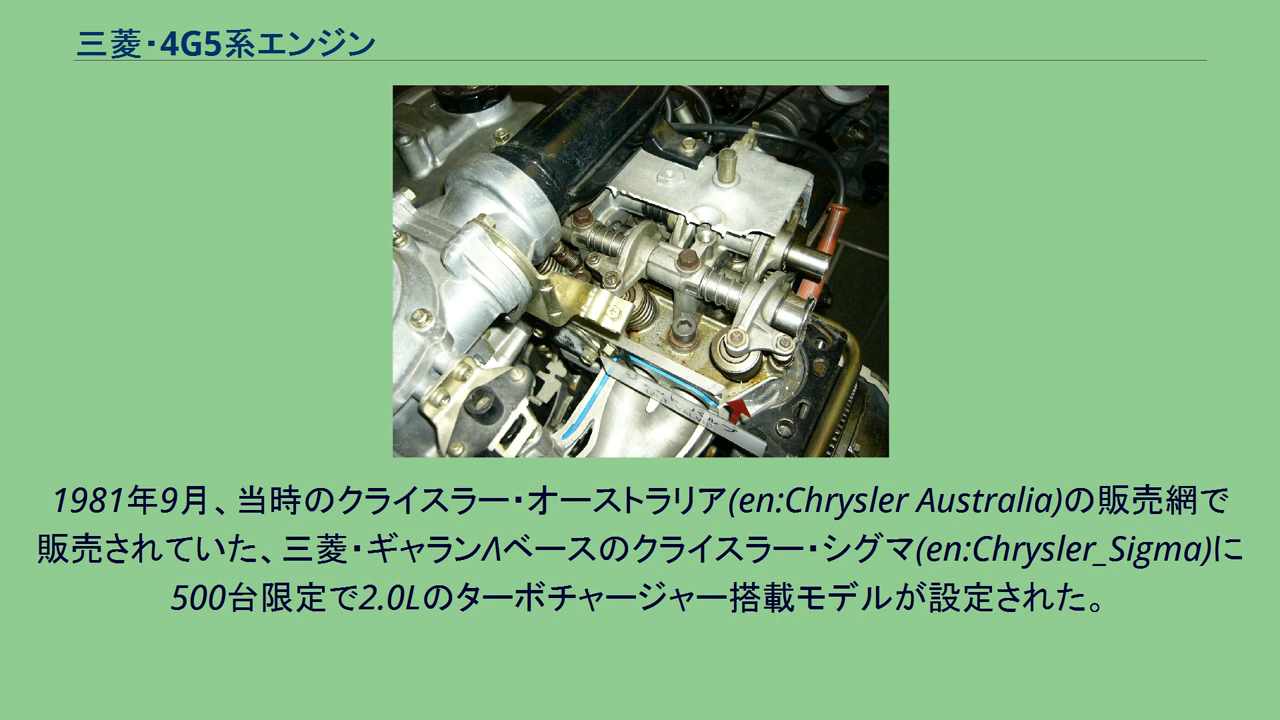 三菱・4G5系エンジン
1981年9月、当時のクライスラー・オーストラリア(en:Chrysler Australia)の販売網で
販売されていた、三菱・ギャランΛベースのクライスラー・シグマ(en:Chrysler_Sigma)に
500台限定で2.0Lのターボチャージャー搭載モデルが設定された。